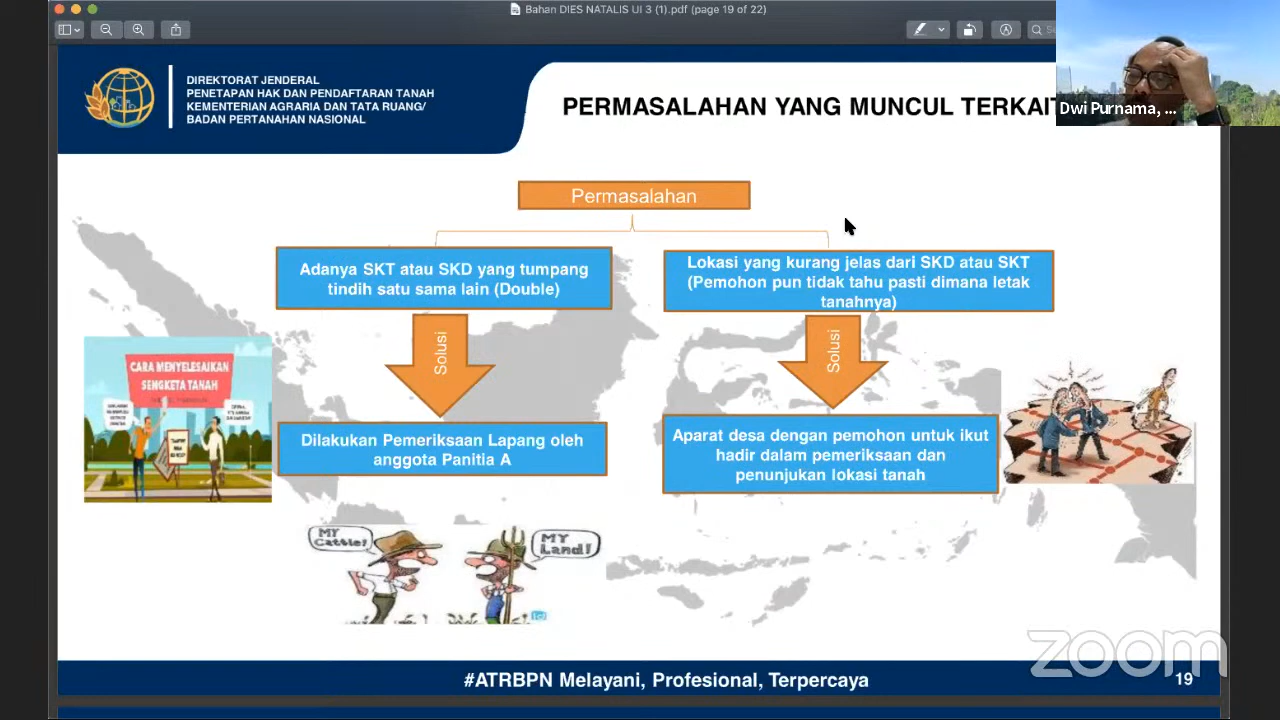 Bahan DIES NATALIS UI 3 (1).pdf (page 19 of 22)
DIREKTORAT JENDERAL
PENETAPAN HAK DAN PENDAFTARAN TANAH
KEMENTERIAN AGRARIA DAN TATA RUANG/
BADAN PERTANAHAN NASIONAL
PERMASALAHAN YANG MUNCUL TERKAIT
Dwi Purnama, ...
Permasalahan
Adanya SKT atau SKD yang tumpang
tindih satu sama lain (Double)
Lokasi yang kurang jelas dari SKD atau SKT
(Pemohon pun tidak tahu pasti dimana letak
tanahnya)
Solusi
Solusi
CARA MENYELESAIKAN
SENGKETA TANAH
Dilakukan Pemeriksaan Lapang oleh
anggota Panitia A
Aparat desa dengan pemohon untuk ikut
hadir dalam pemeriksaan dan
penunjukan lokasi tanah
MY
Cattle!
MY
Land!
zoom
#ATRBPN Melayani, Profesional, Terpercaya
19